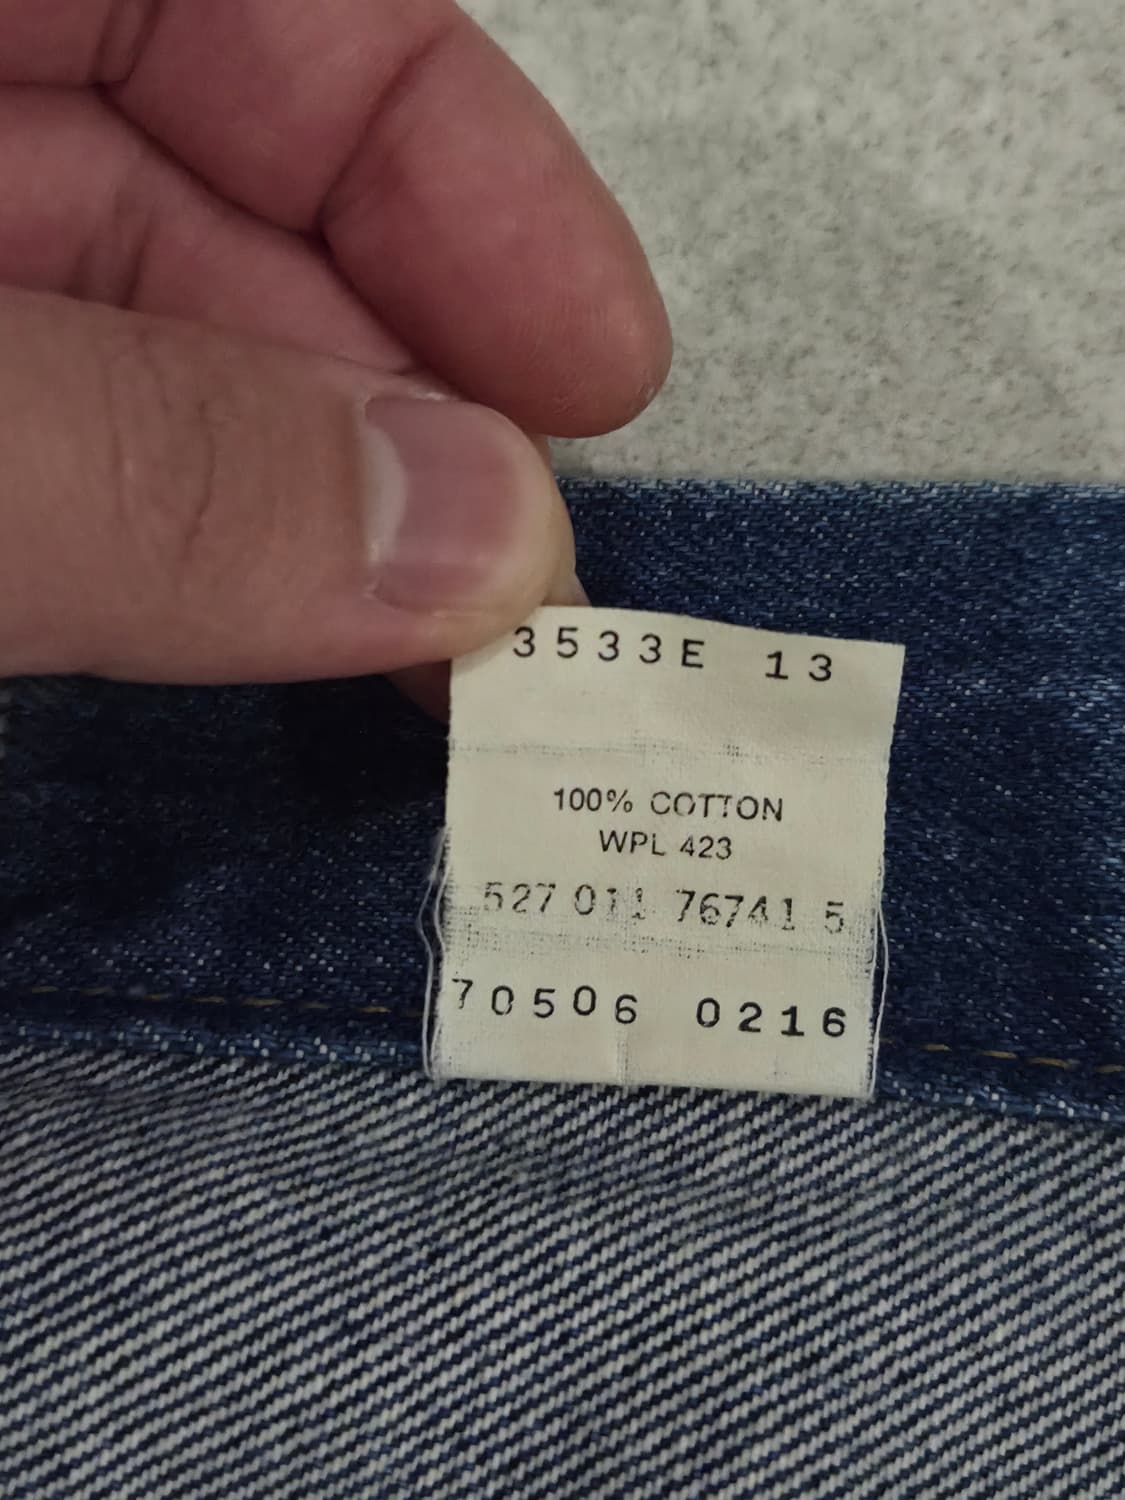 3533E 13
100% COTTON
WPL 423
527 011 76741 5
70506 0216